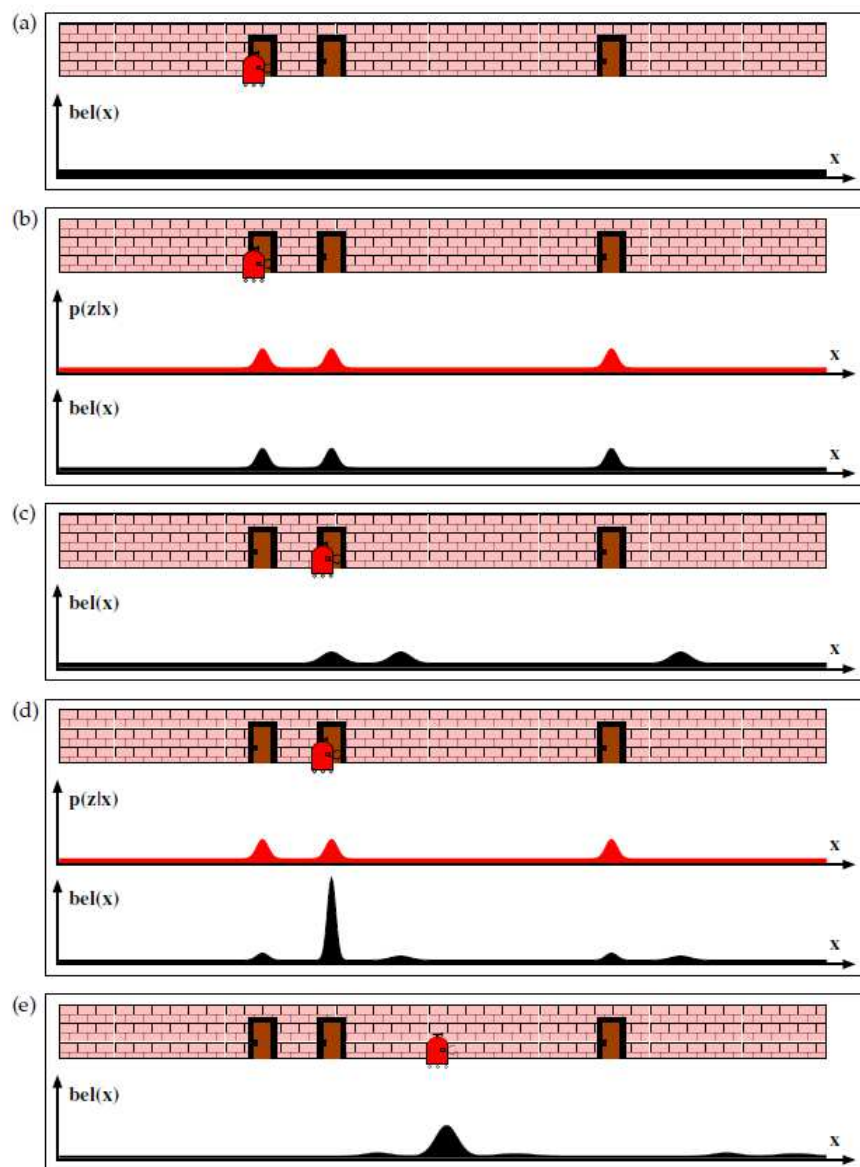 (a)
bel(x)
x
(b)
p(z|x)
x
bel(x)
x
(c)
bel(x)
x
(d)
p(z|x)
x
bel(x)
x
(e)
bel(x)
x